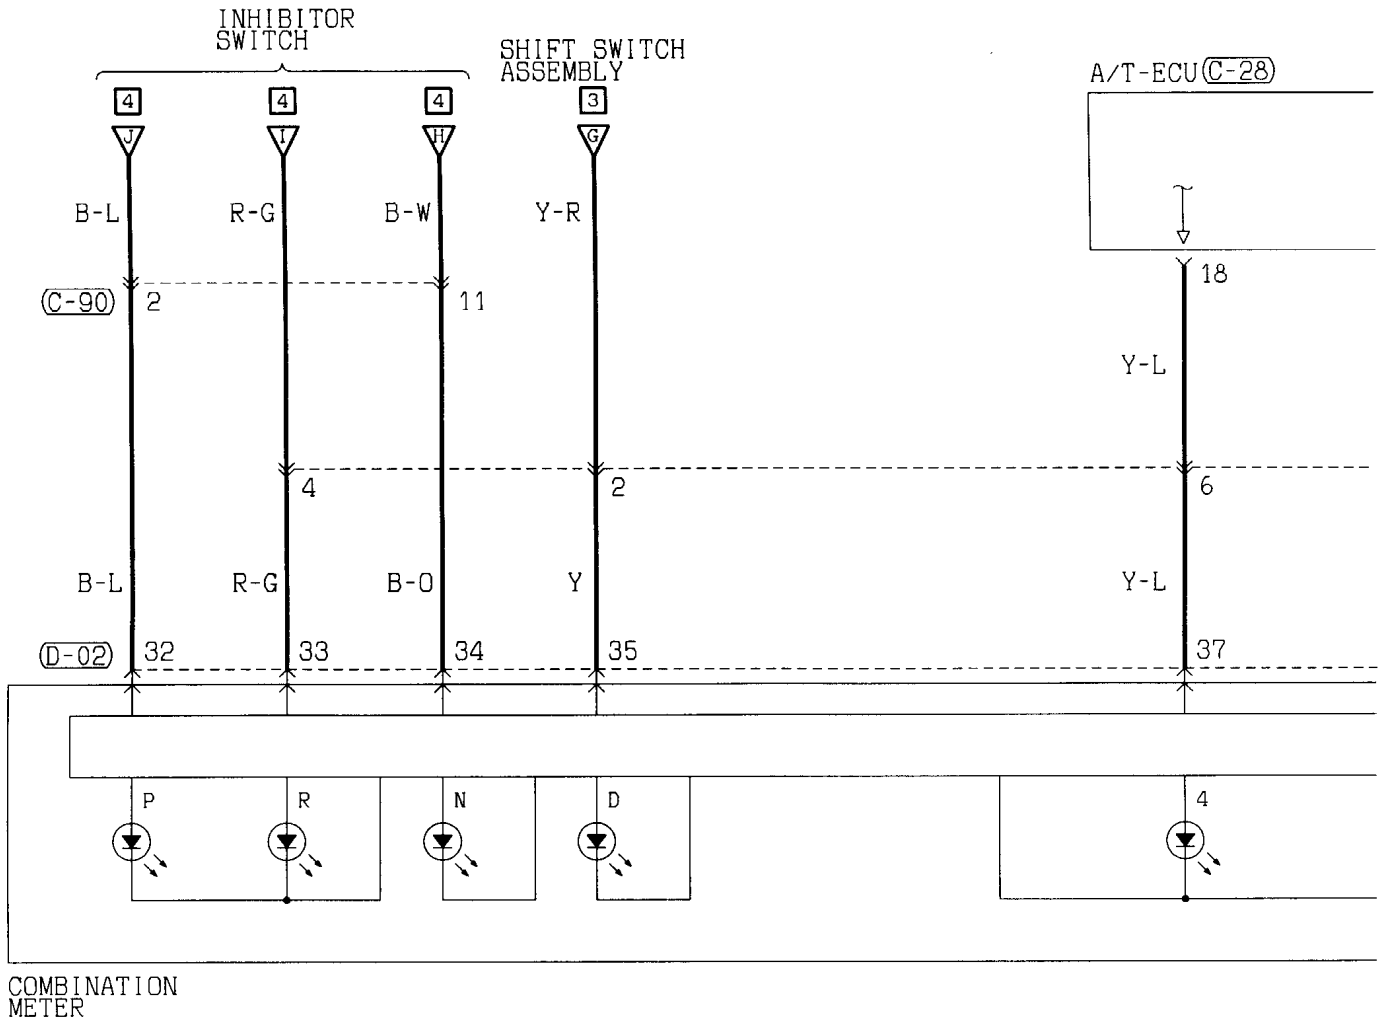 INHIBITOR
SWITCH
SHIFT SWITCH
ASSEMBLY
A/T-ECU (C-28)
4 4 4 3
J I H G
B-L R-G B-W Y-R
18
(C-90) 2 11
Y-L
4 2 6
B-L R-G B-O Y Y-L
(D-02) 32 33 34 35 37
P R N D 4
COMBINATION
METER